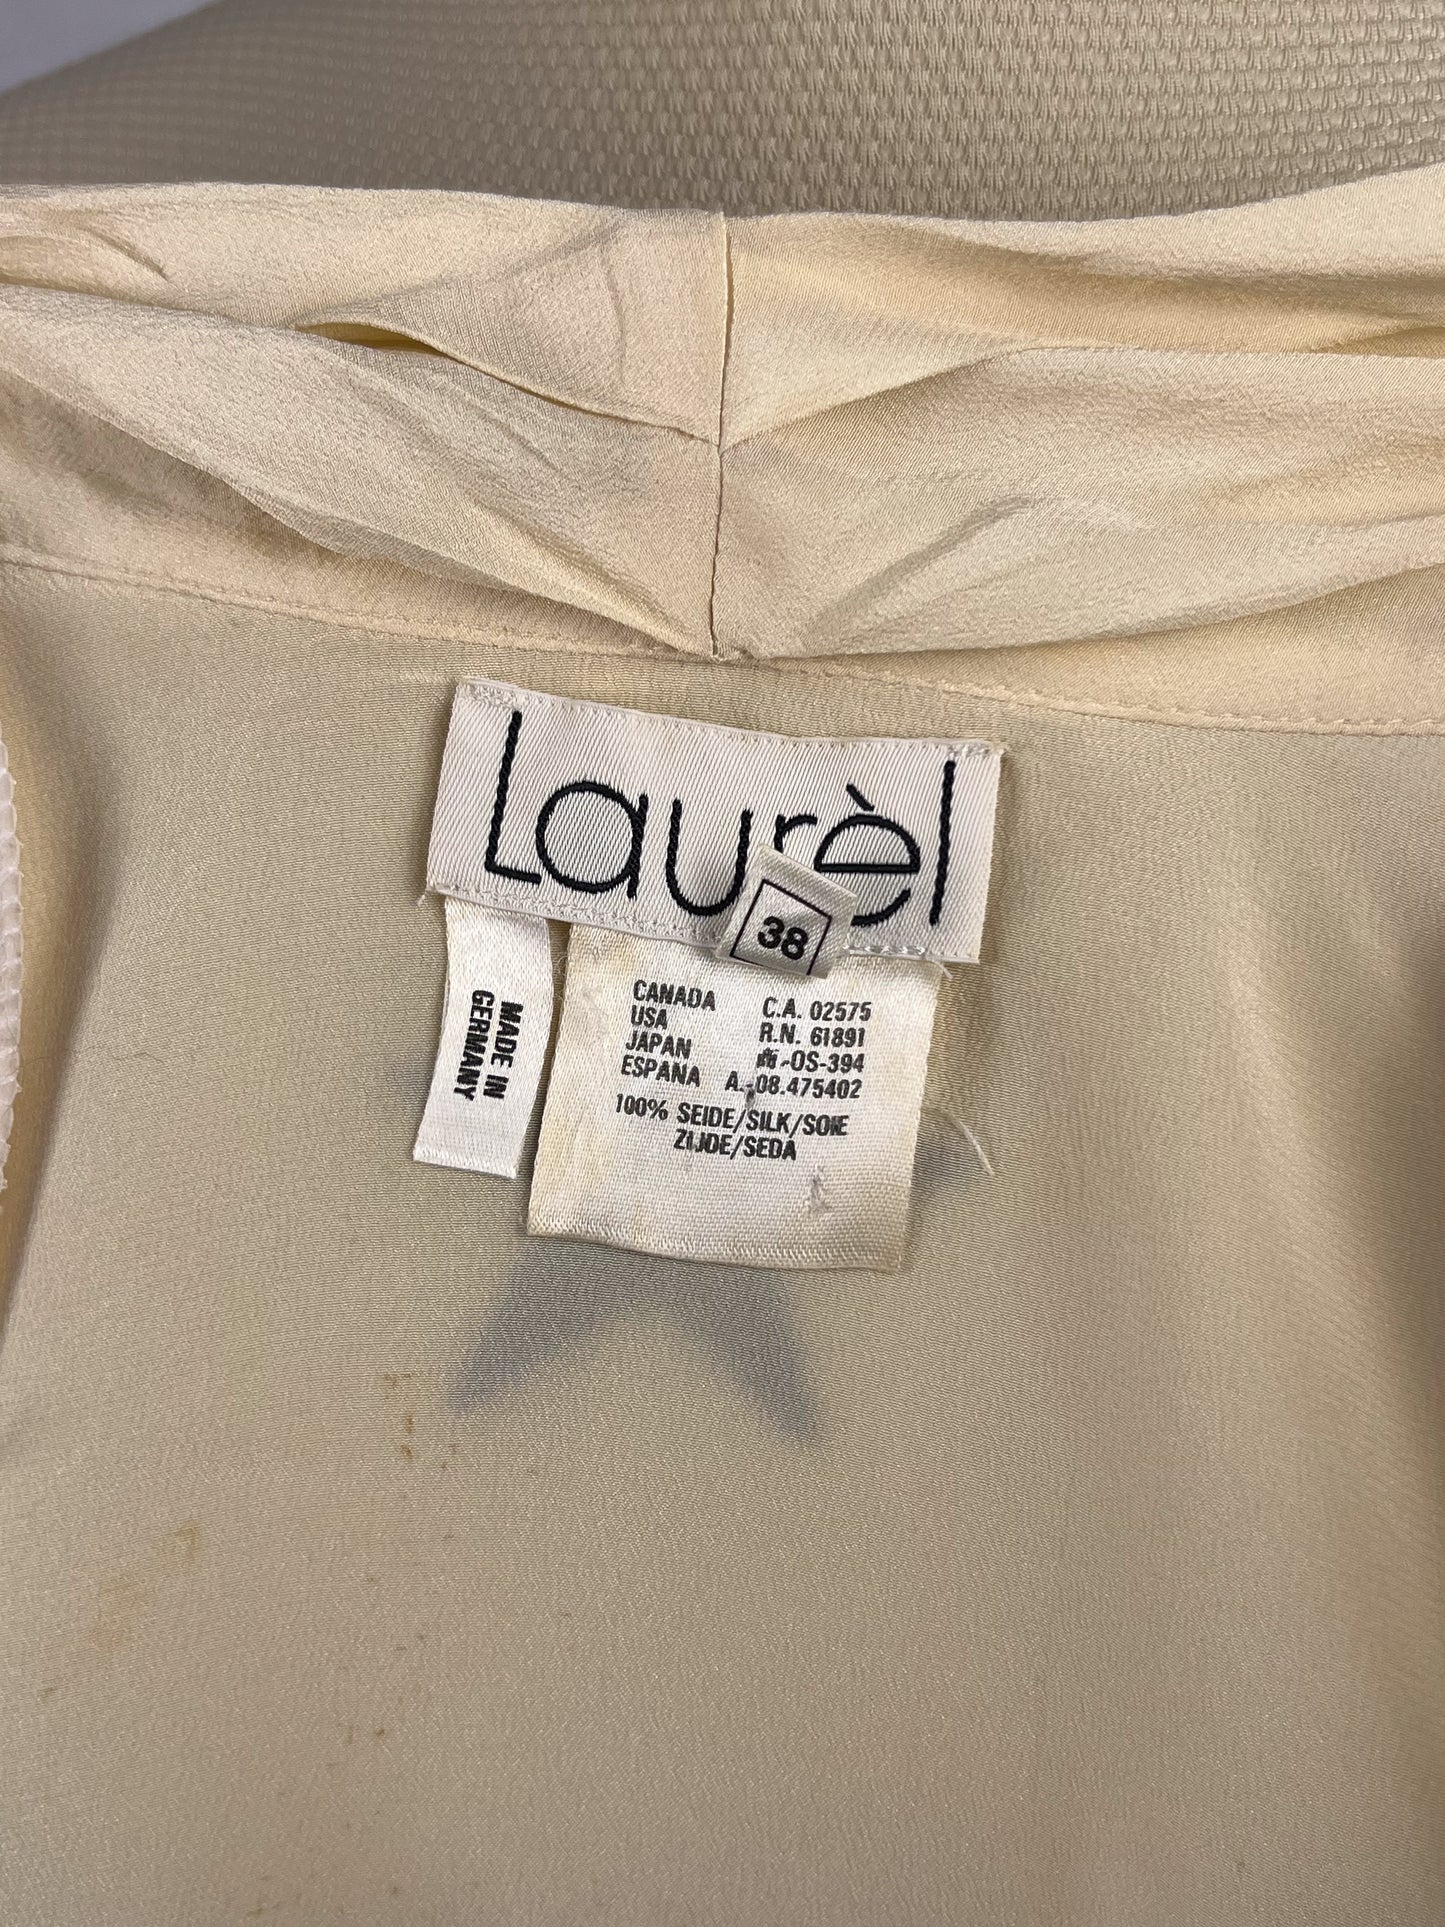 Laurèl
38
MADE IN
GERMANY
CANADA C.A. 02575
USA R.N. 61891
JAPAN -OS-394
ESPANA A.-08.475402
100% SEIDE/SILK/SOIE
ZIJDE/SEDA